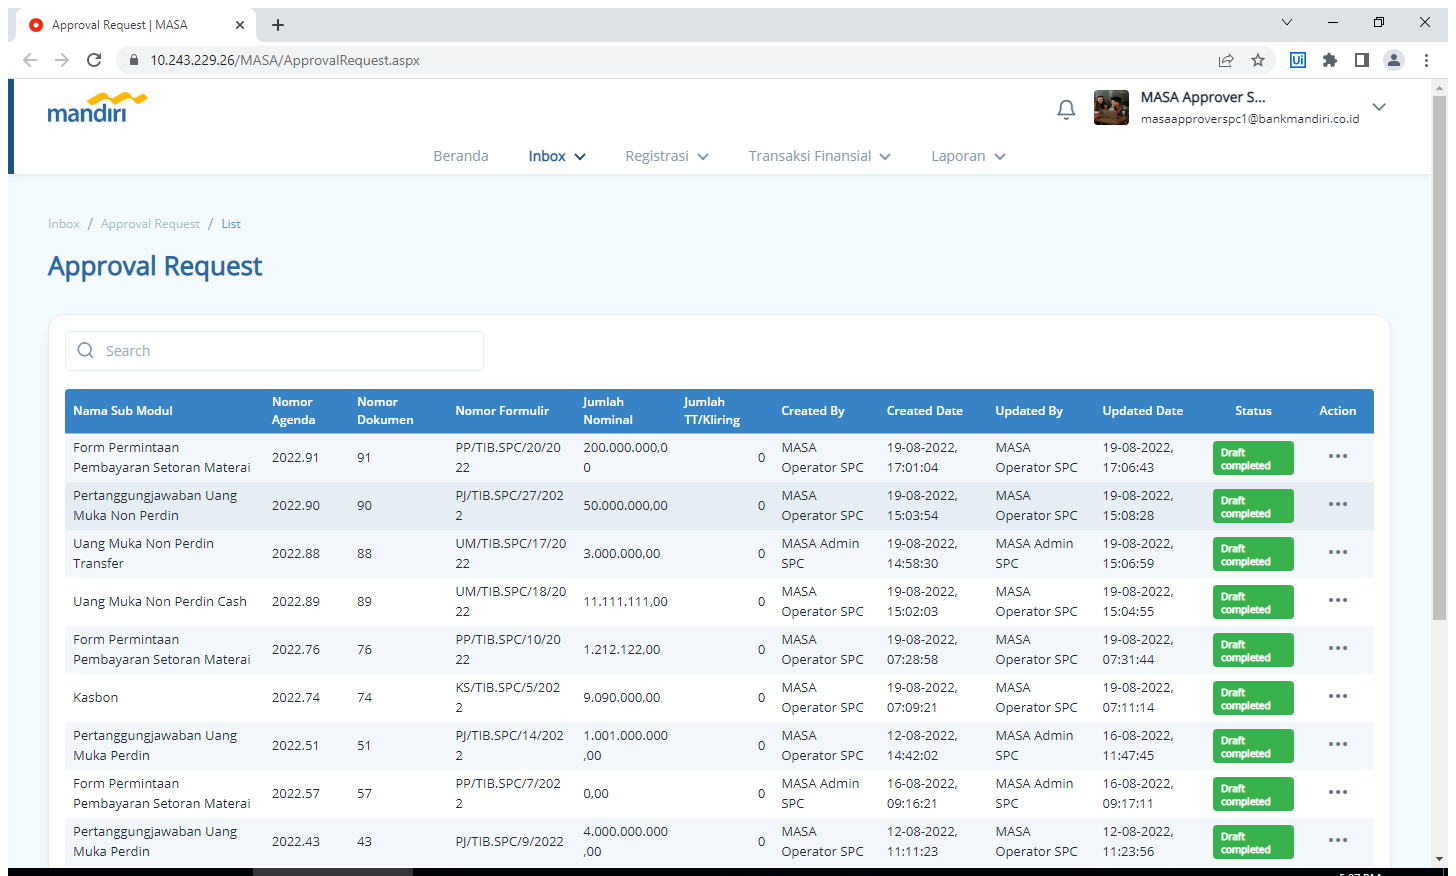 Approval Request | MASA
10.243.229.26/MASA/ApprovalRequest.aspx
Ui
mandiri
MASA Approver S...
masaapproverspc1@bankmandiri.co.id
Beranda Inbox Registrasi Transaksi Finansial Laporan
Inbox / Approval Request / List
Approval Request
Search
Nama Sub Modul Nomor Agenda Nomor Dokumen Nomor Formulir Jumlah Nominal Jumlah TT/Kliring Created By Created Date Updated By Updated Date Status Action
Form Permintaan Pembayaran Setoran Materai 2022.91 91 PP/TIB.SPC/20/2022 200.000.000,00 0 MASA Operator SPC 19-08-2022, 17:01:04 MASA Operator SPC 19-08-2022, 17:06:43 Draft completed ...
Pertanggungjawaban Uang Muka Non Perdin 2022.90 90 PJ/TIB.SPC/27/2022 50.000.000,00 0 MASA Operator SPC 19-08-2022, 15:03:54 MASA Operator SPC 19-08-2022, 15:08:28 Draft completed ...
Uang Muka Non Perdin Transfer 2022.88 88 UM/TIB.SPC/17/2022 3.000.000,00 0 MASA Admin SPC 19-08-2022, 14:58:30 MASA Admin SPC 19-08-2022, 15:06:59 Draft completed ...
Uang Muka Non Perdin Cash 2022.89 89 UM/TIB.SPC/18/2022 11.111.111,00 0 MASA Operator SPC 19-08-2022, 15:02:03 MASA Operator SPC 19-08-2022, 15:04:55 Draft completed ...
Form Permintaan Pembayaran Setoran Materai 2022.76 76 PP/TIB.SPC/10/2022 1.212.122,00 0 MASA Operator SPC 19-08-2022, 07:28:58 MASA Operator SPC 19-08-2022, 07:31:44 Draft completed ...
Kasbon 2022.74 74 KS/TIB.SPC/5/2022 9.090.000,00 0 MASA Operator SPC 19-08-2022, 07:09:21 MASA Operator SPC 19-08-2022, 07:11:14 Draft completed ...
Pertanggungjawaban Uang Muka Perdin 2022.51 51 PJ/TIB.SPC/14/2022 1.001.000.000,00 0 MASA Operator SPC 12-08-2022, 14:42:02 MASA Admin SPC 16-08-2022, 11:47:45 Draft completed ...
Form Permintaan Pembayaran Setoran Materai 2022.57 57 PP/TIB.SPC/7/2022 0,00 0 MASA Admin SPC 16-08-2022, 09:16:21 MASA Admin SPC 16-08-2022, 09:17:11 Draft completed ...
Pertanggungjawaban Uang Muka Perdin 2022.43 43 PJ/TIB.SPC/9/2022 4.000.000.000,00 0 MASA Operator SPC 12-08-2022, 11:11:23 MASA Operator SPC 12-08-2022, 11:23:56 Draft completed ...